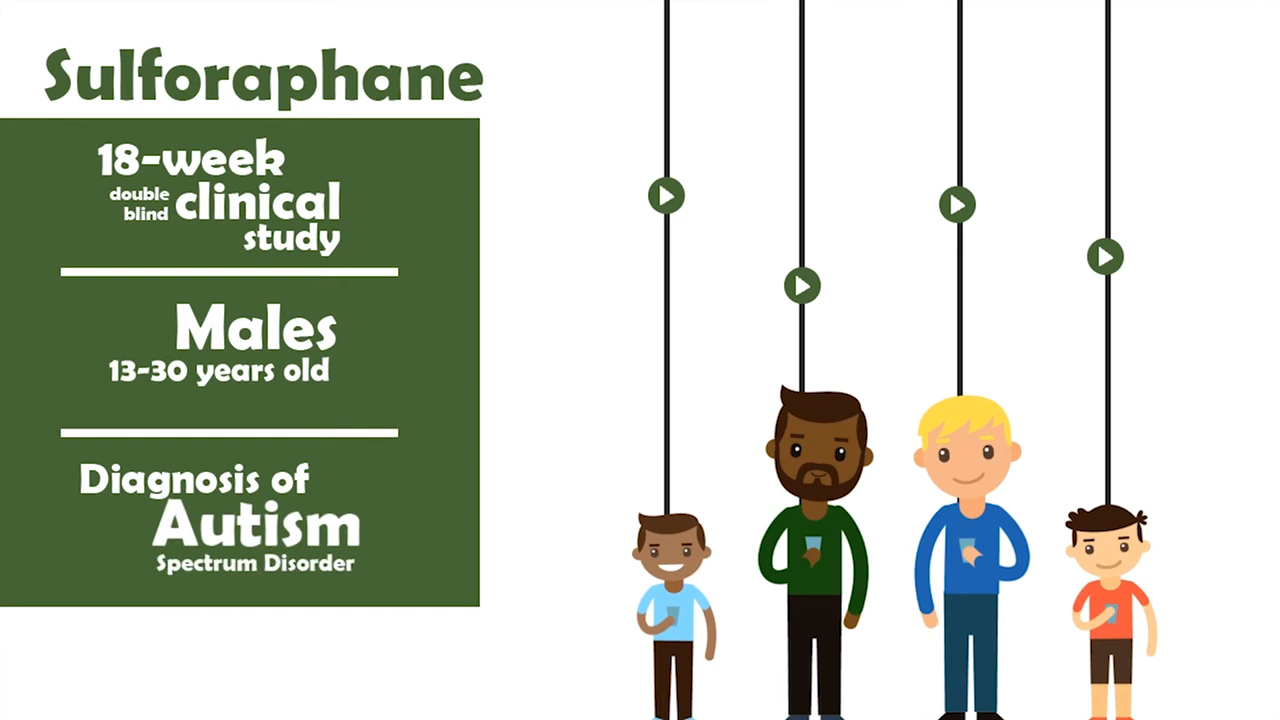 Sulforaphane
18-week
double blind clinical
study
Males
13-30 years old
Diagnosis of
Autism
Spectrum Disorder